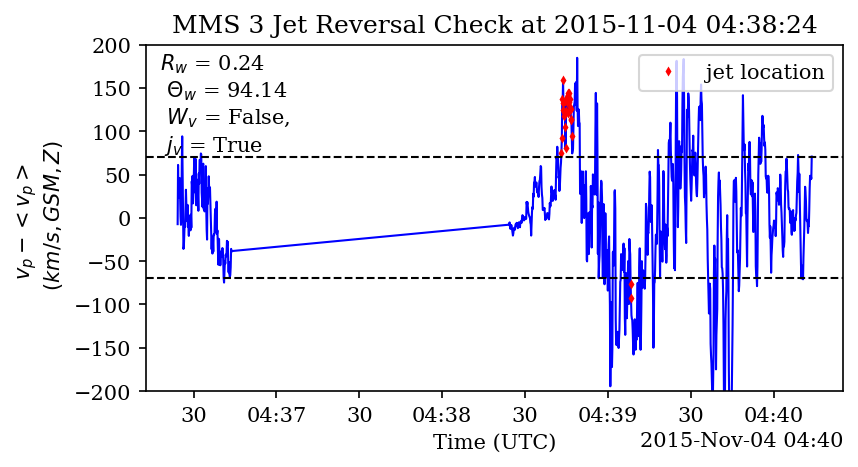 MMS 3 Jet Reversal Check at 2015-11-04 04:38:24
R_w = 0.24
Θ_w = 94.14
W_v = False,
j_v = True
jet location
200
150
100
50
0
−50
−100
−150
−200
v_p − <v_p>
(km/s, GSM, Z)
30 04:37 30 04:38 30 04:39 30 04:40
Time (UTC)
2015-Nov-04 04:40